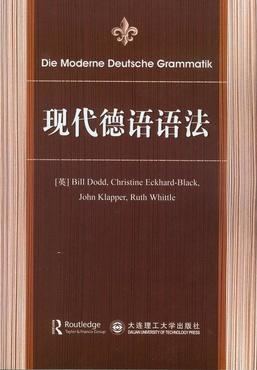 Die Moderne Deutsche Grammatik
现代德语语法
[英] Bill Dodd, Christine Eckhard-Black,
John Klapper, Ruth Whittle
Routledge
Taylor & Francis Group
大连理工大学出版社
DALIAN UNIVERSITY OF TECHNOLOGY PRESS